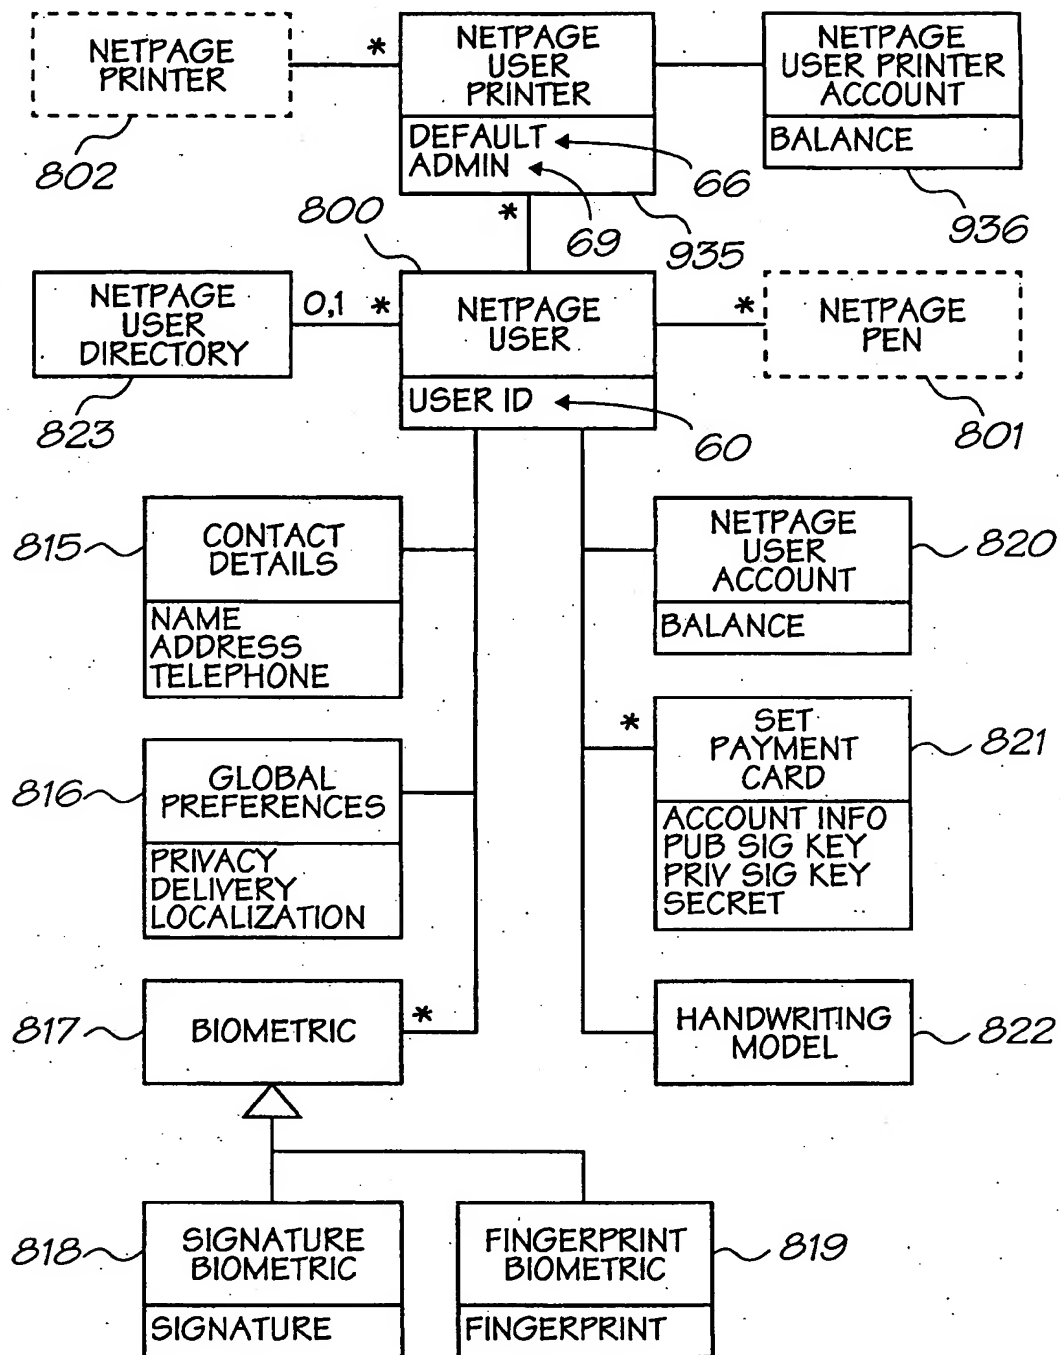 NETPAGE
PRINTER
802
*
NETPAGE
USER
PRINTER
DEFAULT
ADMIN
66
69
935
NETPAGE
USER PRINTER
ACCOUNT
BALANCE
936
*
800
NETPAGE
USER
DIRECTORY
823
0,1 *
NETPAGE
USER
USER ID
60
*
NETPAGE
PEN
801
815
CONTACT
DETAILS
NAME
ADDRESS
TELEPHONE
NETPAGE
USER
ACCOUNT
BALANCE
820
816
GLOBAL
PREFERENCES
PRIVACY
DELIVERY
LOCALIZATION
*
SET
PAYMENT
CARD
ACCOUNT INFO
PUB SIG KEY
PRIV SIG KEY
SECRET
821
817
BIOMETRIC
*
HANDWRITING
MODEL
822
818
SIGNATURE
BIOMETRIC
SIGNATURE
FINGERPRINT
BIOMETRIC
FINGERPRINT
819